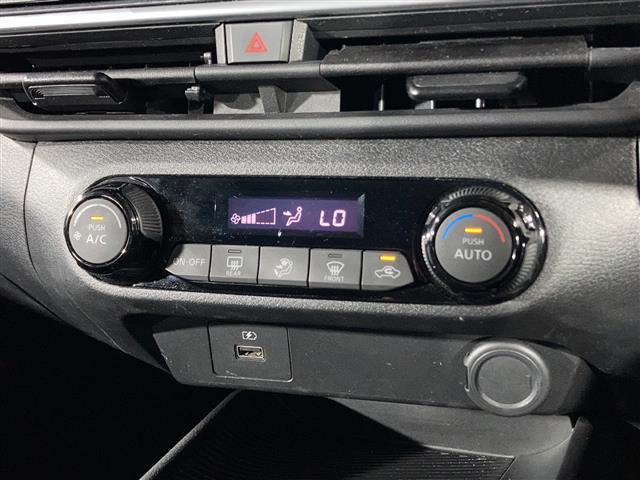 PUSH
A/C
LO
PUSH
AUTO
ON·OFF
REAR
FRONT